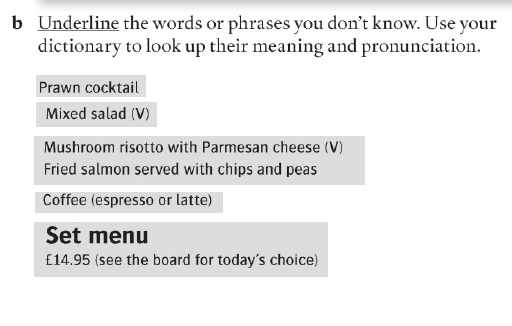 b Underline the words or phrases you don't know. Use your
dictionary to look up their meaning and pronunciation.
Prawn cocktail
Mixed salad (V)
Mushroom risotto with Parmesan cheese (V)
Fried salmon served with chips and peas
Coffee (espresso or latte)
Set menu
£14.95 (see the board for today's choice)